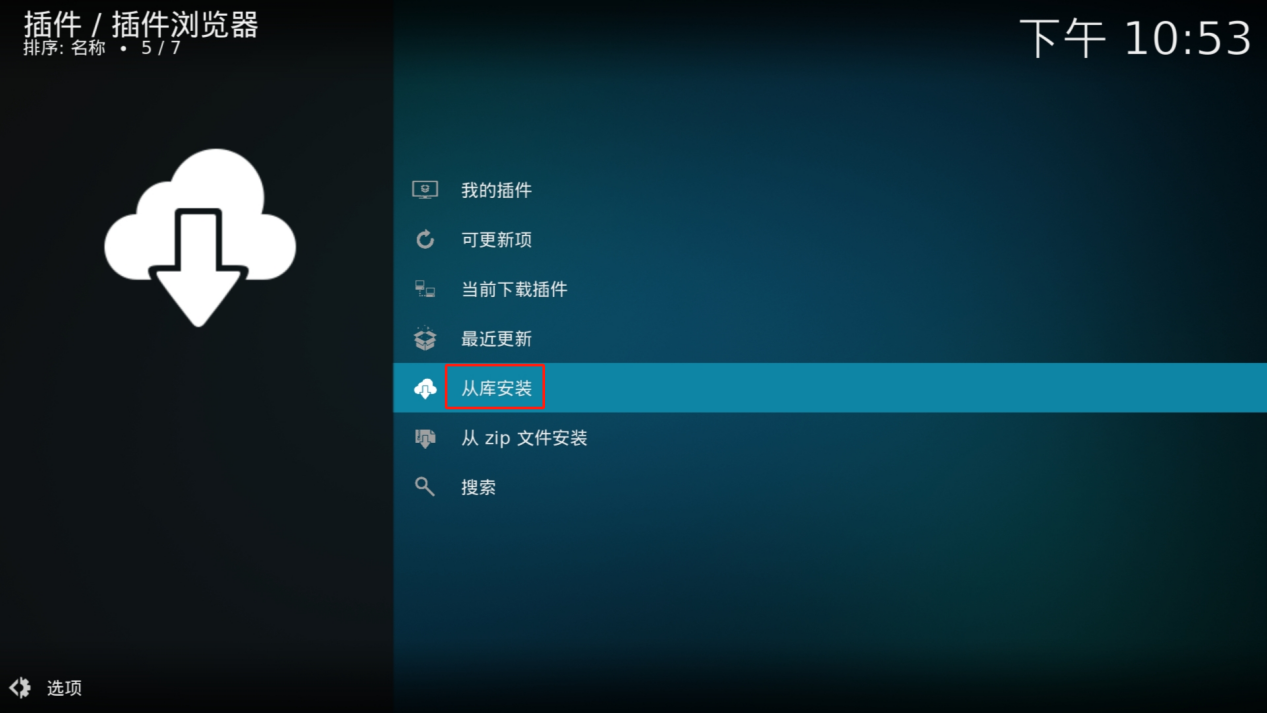 插件 / 插件浏览器
排序: 名称 • 5 / 7
下午 10:53
我的插件
可更新项
当前下载插件
最近更新
从库安装
从 zip 文件安装
搜索
选项